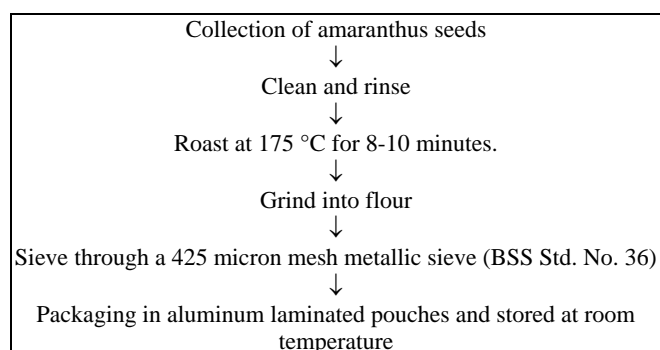 Collection of amaranthus seeds
↓
Clean and rinse
↓
Roast at 175 °C for 8-10 minutes.
↓
Grind into flour
↓
Sieve through a 425 micron mesh metallic sieve (BSS Std. No. 36)
↓
Packaging in aluminum laminated pouches and stored at room
temperature